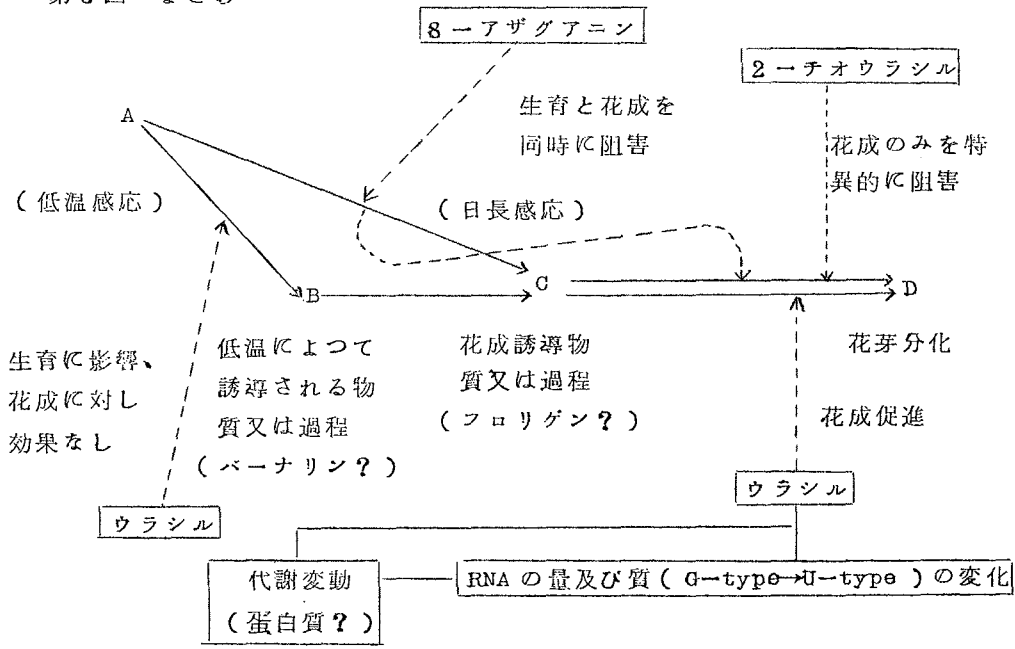 8－アザグアニン
2－チオウラシル
A
生育と花成を
同時に阻害
花成のみを特
異的に阻害
（低温感応）
（日長感応）
B
C
D
生育に影響、
花成に対し
効果なし
低温によつて
誘導される物
質又は過程
（バーナリン？）
花成誘導物
質又は過程
（フロリゲン？）
花芽分化
花成促進
ウラシル
ウラシル
代謝変動
（蛋白質？）
RNAの量及び質（G-type→U-type）の変化